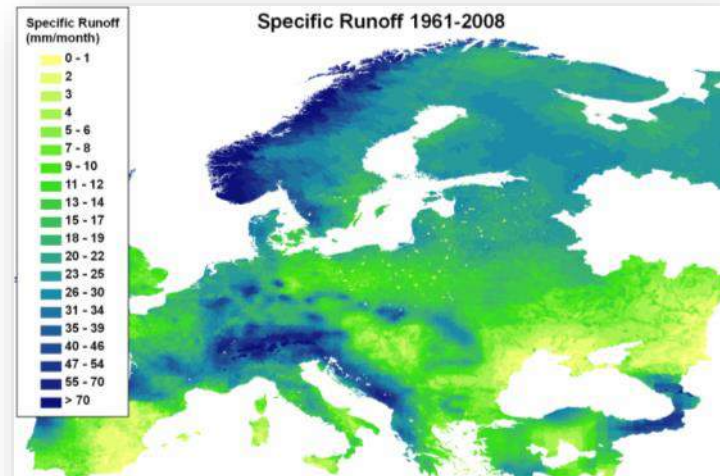 Specific Runoff 1961-2008
Specific Runoff
(mm/month)
0 - 1
2
3
4
5 - 6
7 - 8
9 - 10
11 - 12
13 - 14
15 - 17
18 - 19
20 - 22
23 - 25
26 - 30
31 - 34
35 - 39
40 - 46
47 - 54
55 - 70
> 70